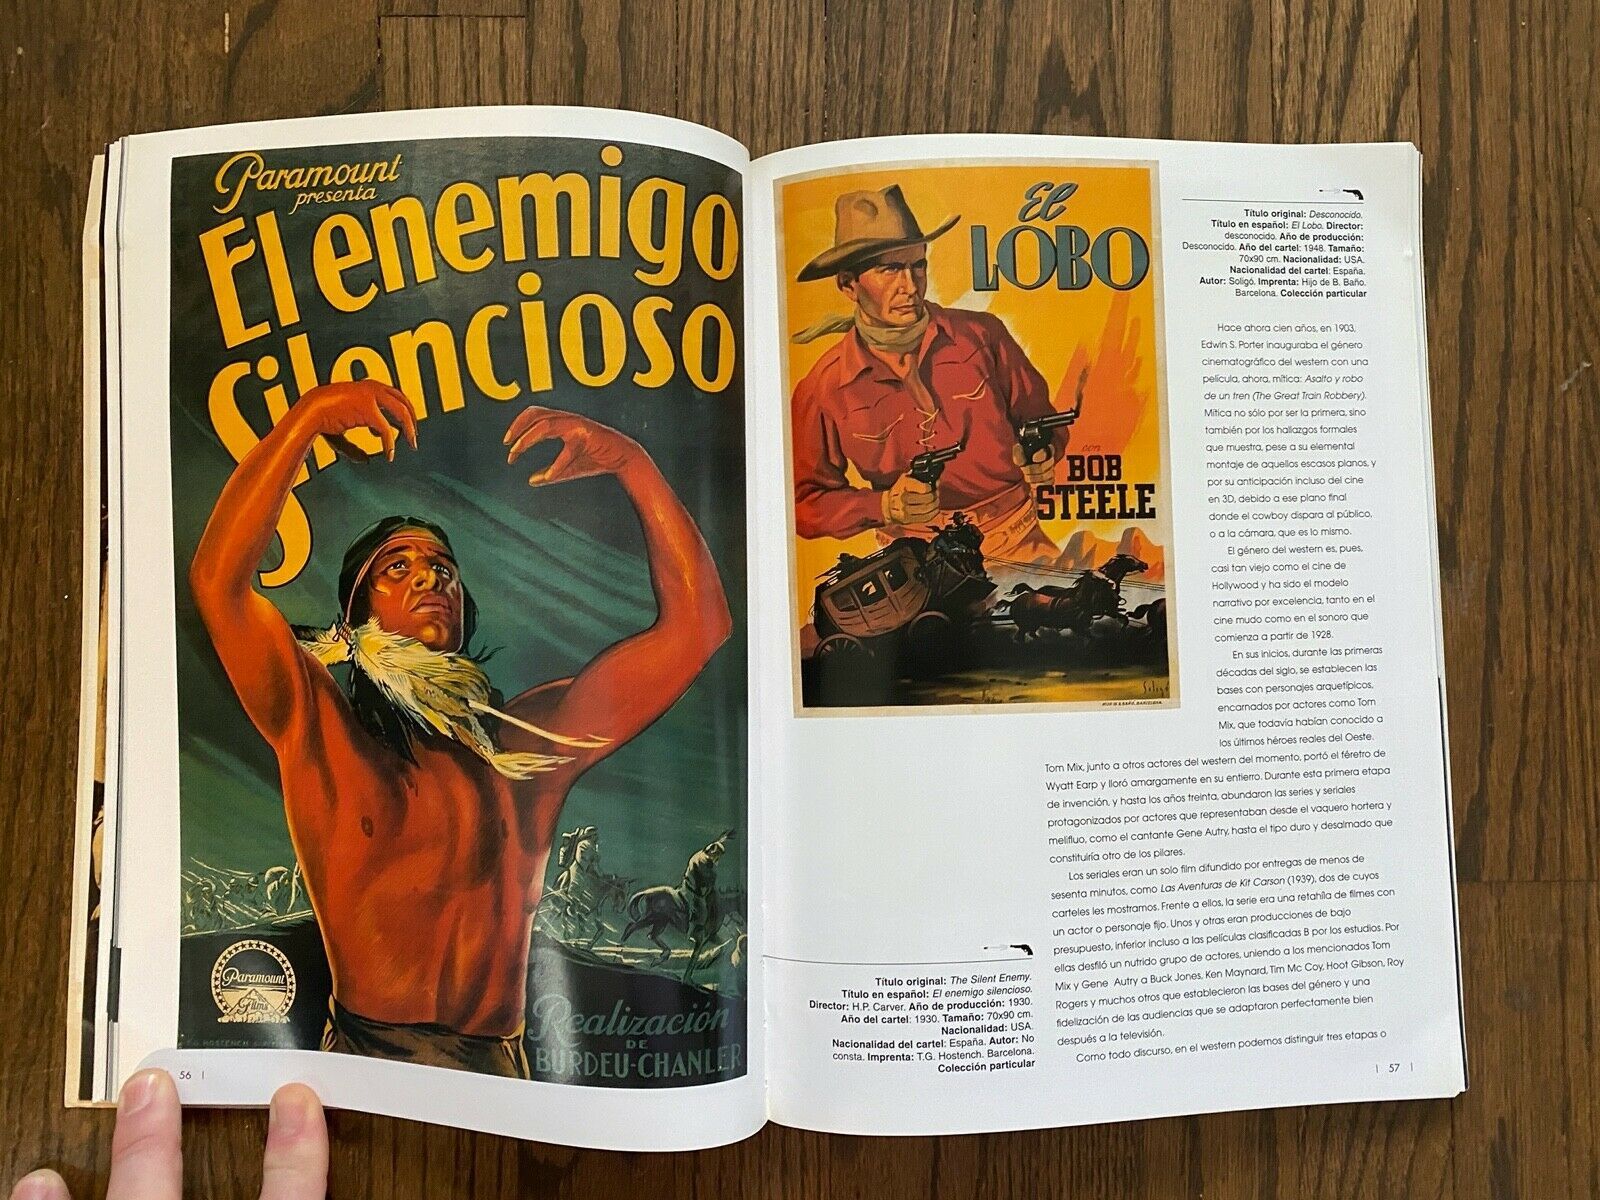 Paramount
presenta
El enemigo
Silencioso
Paramount
Films
Realización
DE
BURDEU-CHANLER
56 |
El
LOBO
con
BOB
STEELE
Soligó
HIJO DE B. BAÑO. BARCELONA
Título original: Desconocido.
Título en español: El Lobo. Director:
desconocido. Año de producción:
Desconocido. Año del cartel: 1948. Tamaño:
70x90 cm. Nacionalidad: USA.
Nacionalidad del cartel: España.
Autor: Soligó. Imprenta: Hijo de B. Baño.
Barcelona. Colección particular
Hace ahora cien años, en 1903,
Edwin S. Porter inauguraba el género
cinematográfico del western con una
película, ahora, mítica: Asalto y robo
de un tren (The Great Train Robbery).
Mítica no sólo por ser la primera, sino
también por los hallazgos formales
que muestra, pese a su elemental
montaje de aquellos escasos planos, y
por su anticipación incluso del cine
en 3D, debido a ese plano final
donde el cowboy dispara al público,
o a la cámara, que es lo mismo.
El género del western es, pues,
casi tan viejo como el cine de
Hollywood y ha sido el modelo
narrativo por excelencia, tanto en el
cine mudo como en el sonoro que
comienza a partir de 1928.
En sus inicios, durante las primeras
décadas del siglo, se establecen las
bases con personajes arquetípicos,
encarnados por actores como Tom
Mix, que todavía habían conocido a
los últimos héroes reales del Oeste.
Tom Mix, junto a otros actores del western del momento, portó el féretro de
Wyatt Earp y lloró amargamente en su entierro. Durante esta primera etapa
de invención, y hasta los años treinta, abundaron las series y seriales
protagonizados por actores que representaban desde el vaquero hortera y
melifluo, como el cantante Gene Autry, hasta el tipo duro y desalmado que
constituiría otro de los pilares.
Los seriales eran un solo film difundido por entregas de menos de
sesenta minutos, como Las Aventuras de Kit Carson (1939), dos de cuyos
carteles les mostramos. Frente a ellos, la serie era una retahíla de filmes con
un actor o personaje fijo. Unos y otras eran producciones de bajo
presupuesto, inferior incluso a las películas clasificadas B por los estudios. Por
ellas desfiló un nutrido grupo de actores, uniendo a los mencionados Tom
Mix y Gene Autry a Buck Jones, Ken Maynard, Tim Mc Coy, Hoot Gibson, Roy
Rogers y muchos otros que establecieron las bases del género y una
fidelización de las audiencias que se adaptaron perfectamente bien
después a la televisión.
Como todo discurso, en el western podemos distinguir tres etapas o
Título original: The Silent Enemy.
Título en español: El enemigo silencioso.
Director: H.P. Carver. Año de producción: 1930.
Año del cartel: 1930. Tamaño: 70x90 cm.
Nacionalidad: USA.
Nacionalidad del cartel: España. Autor: No
consta. Imprenta: T.G. Hostench. Barcelona.
Colección particular
| 57 |